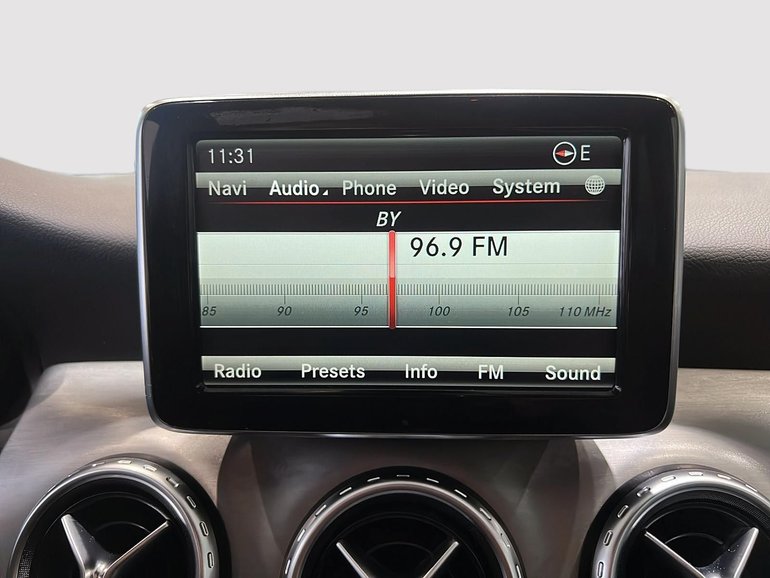 11:31 E
Navi Audio Phone Video System
BY
96.9 FM
85 90 95 100 105 110 MHz
Radio Presets Info FM Sound